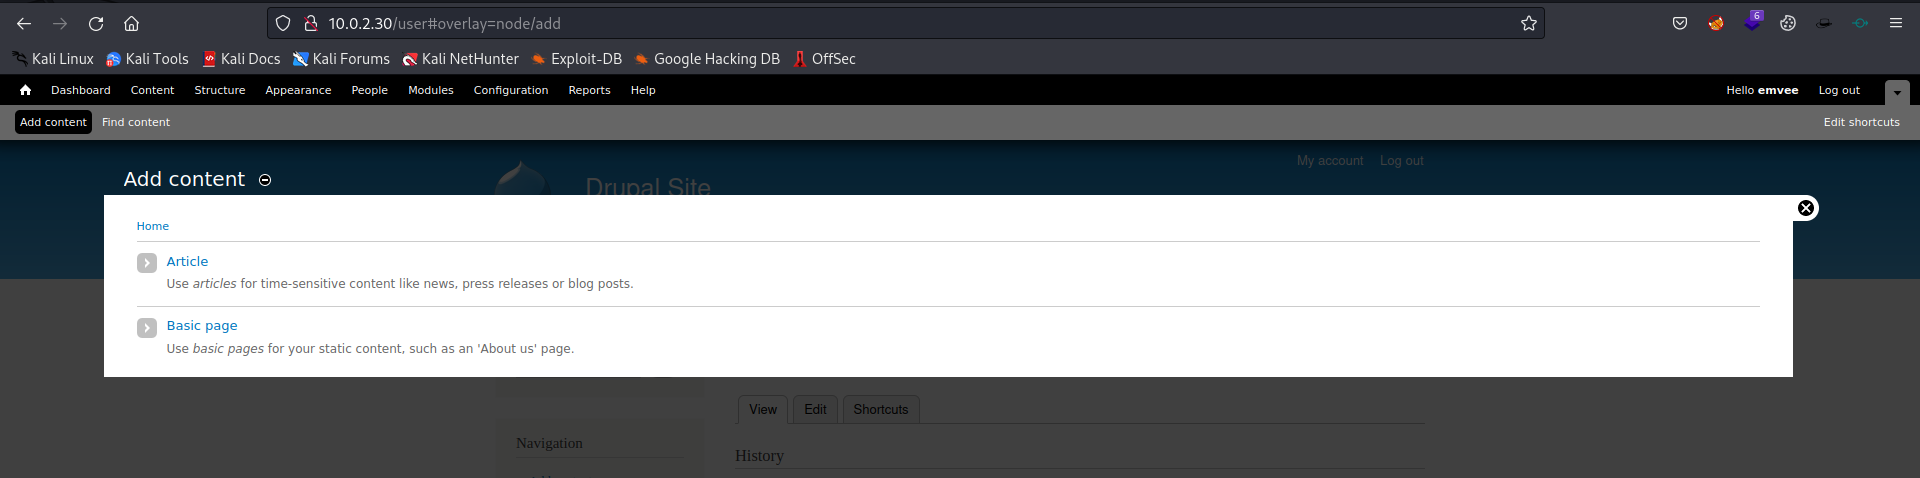 10.0.2.30/user#overlay=node/add
6
Kali Linux Kali Tools Kali Docs Kali Forums Kali NetHunter Exploit-DB Google Hacking DB OffSec
Dashboard Content Structure Appearance People Modules Configuration Reports Help Hello emvee Log out
Add content Find content Edit shortcuts
My account Log out
Add content
Drupal Site
Home
Article
Use articles for time-sensitive content like news, press releases or blog posts.
Basic page
Use basic pages for your static content, such as an 'About us' page.
View Edit Shortcuts
Navigation
History